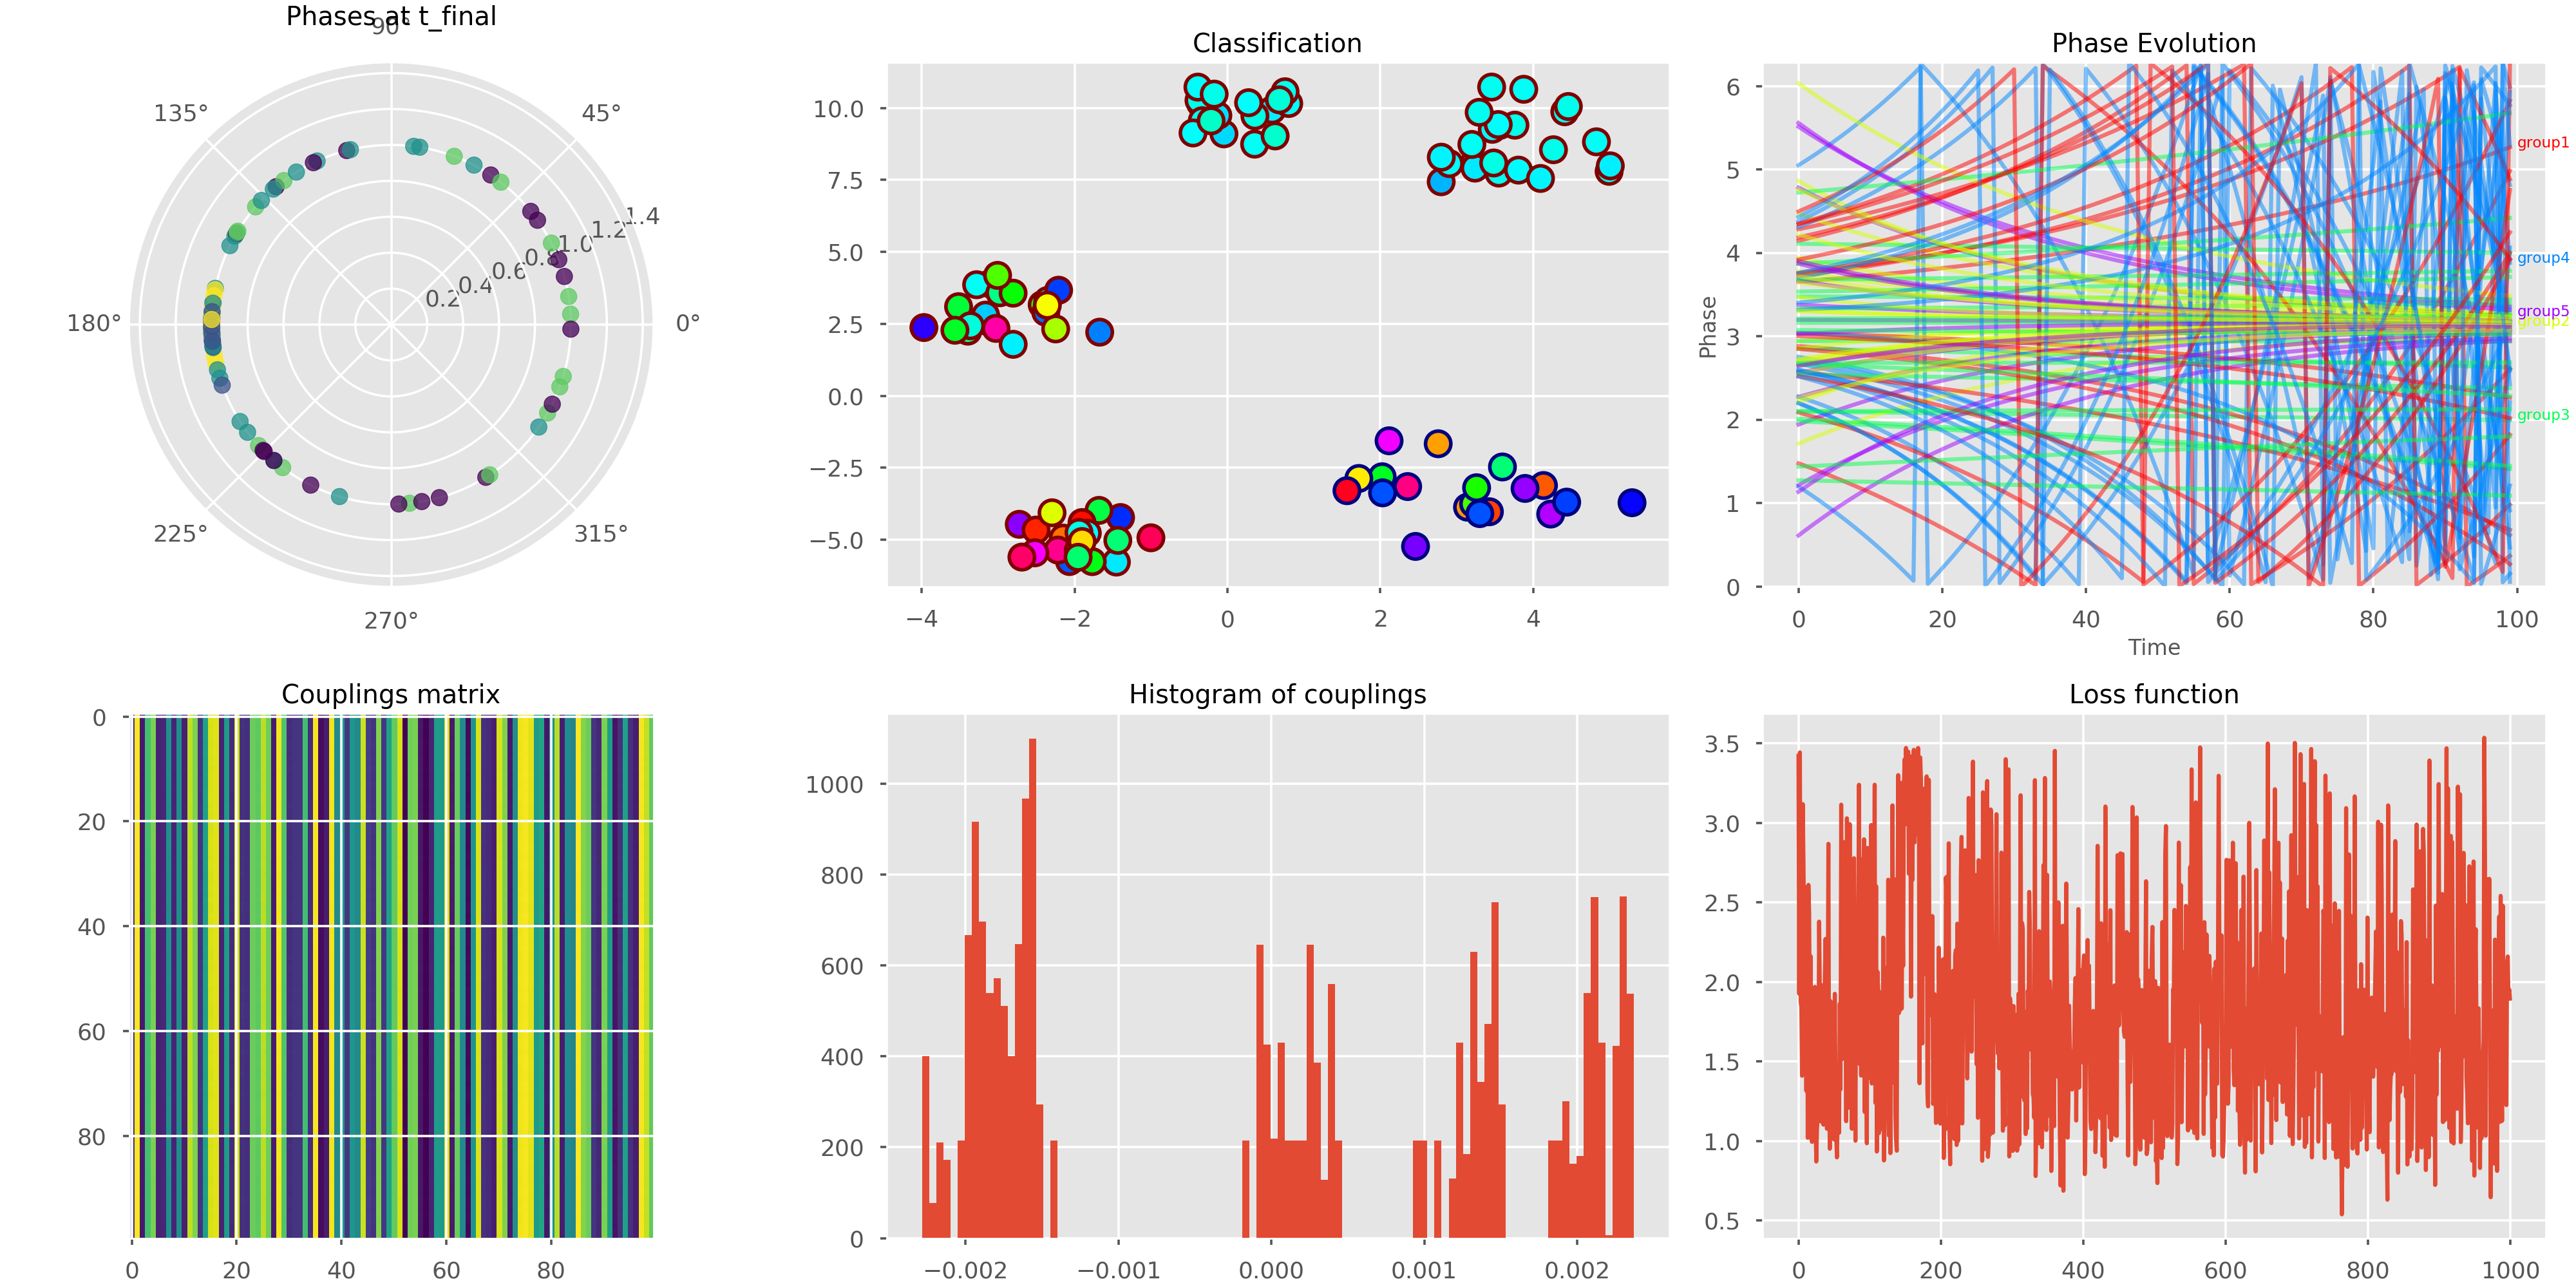 Phases at t_final
90°
135°
45°
180°
0°
225°
315°
270°
0.2
0.4
0.6
0.8
1.0
1.2
1.4
Classification
10.0
7.5
5.0
2.5
0.0
−2.5
−5.0
−4 −2 0 2 4
Phase Evolution
Phase
6
5
4
3
2
1
0
group1
group4
group5
group2
group3
0 20 40 60 80 100
Time
Couplings matrix
0
20
40
60
80
0 20 40 60 80
Histogram of couplings
1000
800
600
400
200
0
−0.002 −0.001 0.000 0.001 0.002
Loss function
3.5
3.0
2.5
2.0
1.5
1.0
0.5
0 200 400 600 800 1000